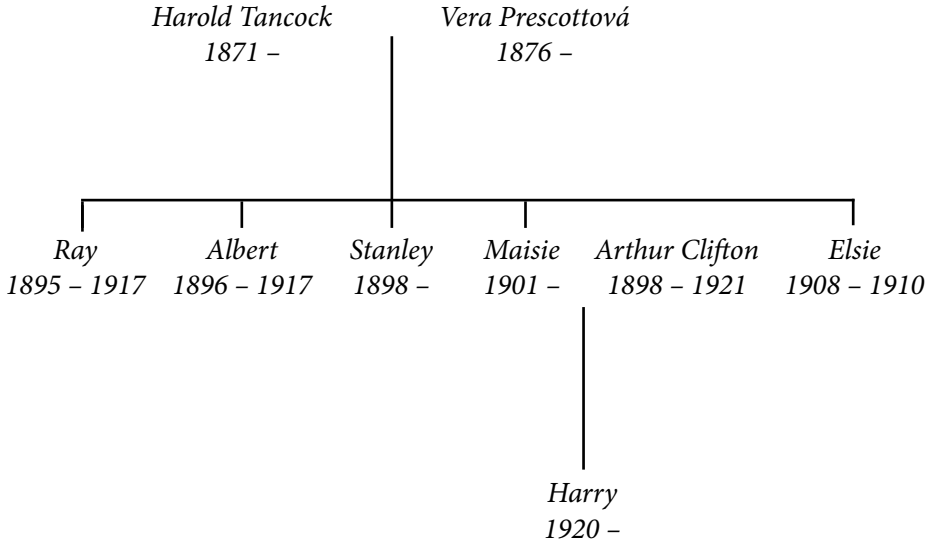 Harold Tancock Vera Prescottová
1871 – 1876 –
Ray Albert Stanley Maisie Arthur Clifton Elsie
1895 – 1917 1896 – 1917 1898 – 1901 – 1898 – 1921 1908 – 1910
Harry
1920 –